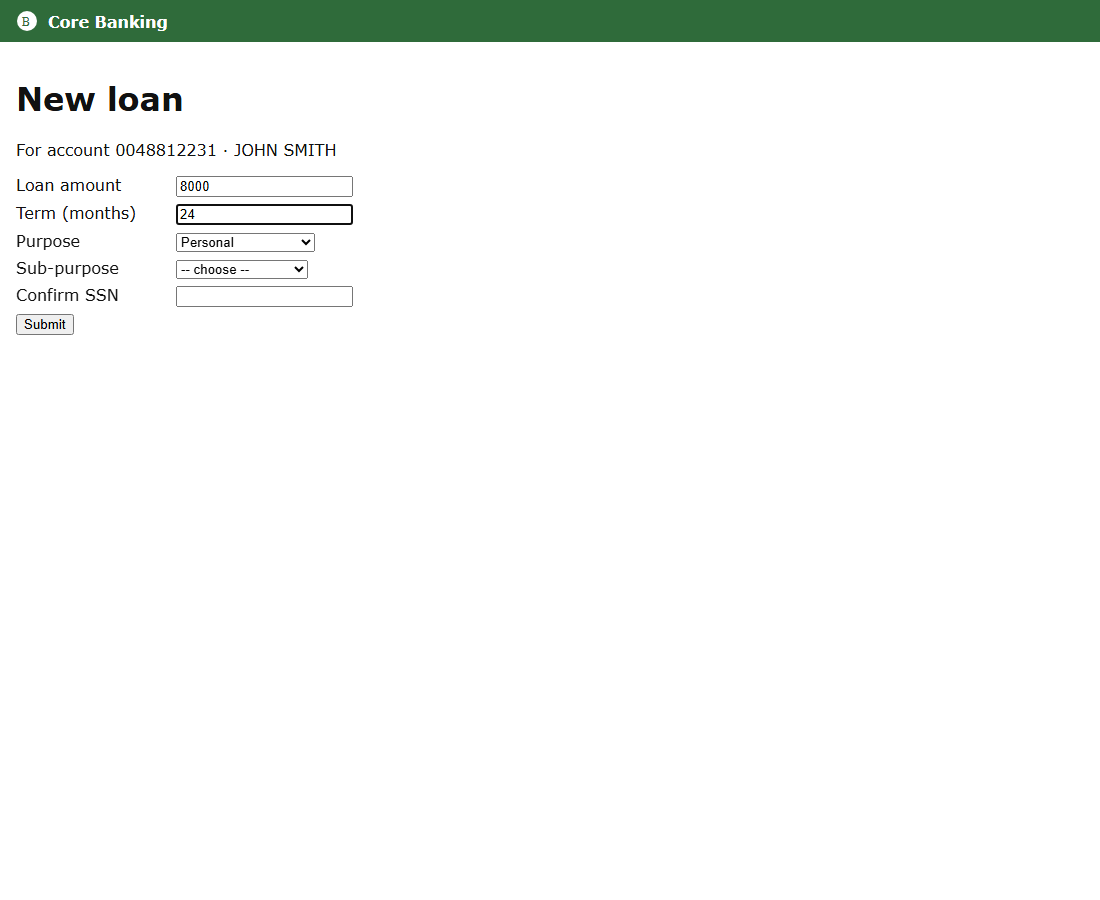 B Core Banking
New loan
For account 0048812231 · JOHN SMITH
Loan amount 8000
Term (months) 24
Purpose Personal
Sub-purpose -- choose --
Confirm SSN
Submit